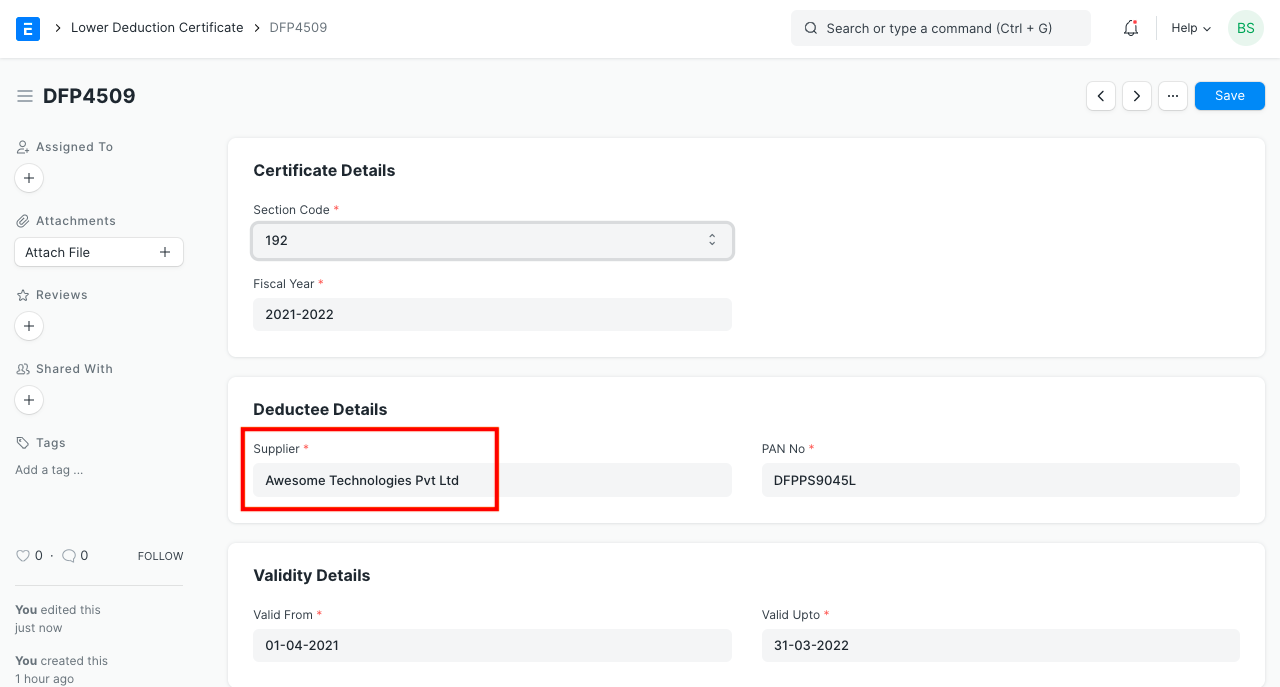 E
Lower Deduction Certificate
DFP4509
Search or type a command (Ctrl + G)
Help
BS
DFP4509
Save
Assigned To
Attachments
Attach File
Reviews
Shared With
Tags
Add a tag ...
0 · 0 FOLLOW
You edited this
just now
You created this
1 hour ago
Certificate Details
Section Code *
192
Fiscal Year *
2021-2022
Deductee Details
Supplier *
Awesome Technologies Pvt Ltd
PAN No *
DFPPS9045L
Validity Details
Valid From *
01-04-2021
Valid Upto *
31-03-2022